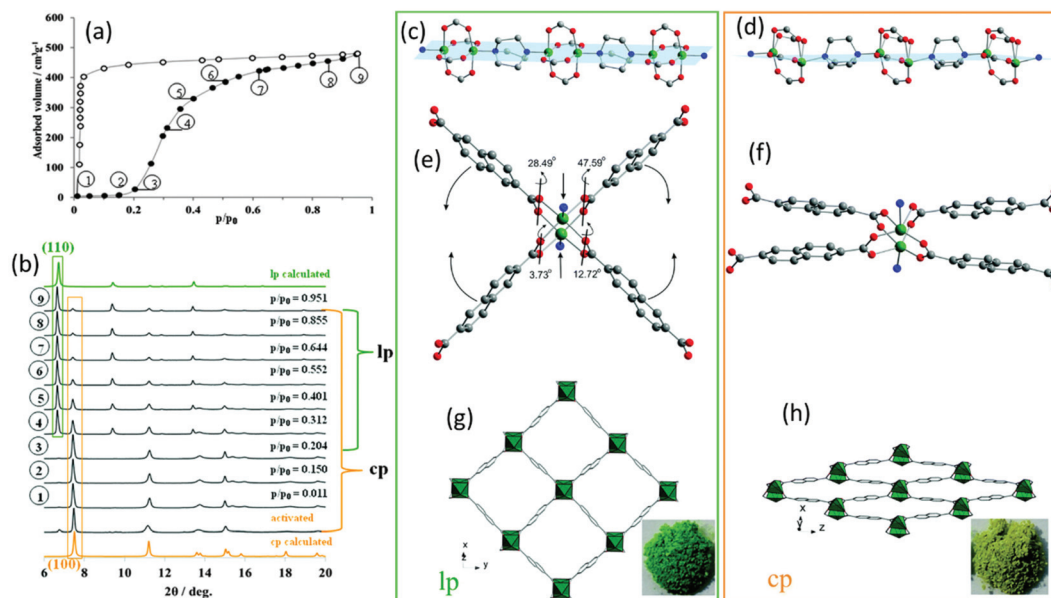 (a)
Adsorbed volume / cm³g⁻¹
500
400
300
200
100
0
0
0.2
0.4
0.6
0.8
1
p/p₀
1
2
3
4
5
6
7
8
9
(b)
(110)
lp calculated
9 p/p₀ = 0.951
8 p/p₀ = 0.855
7 p/p₀ = 0.644
6 p/p₀ = 0.552
5 p/p₀ = 0.401
4 p/p₀ = 0.312
3 p/p₀ = 0.204
2 p/p₀ = 0.150
1 p/p₀ = 0.011
activated
cp calculated
(100)
lp
cp
6 8 10 12 14 16 18 20
2θ / deg.
(c)
(e)
28.49°
47.59°
3.73°
12.72°
(g)
x
z
y
lp
(d)
(f)
(h)
x
y
z
cp